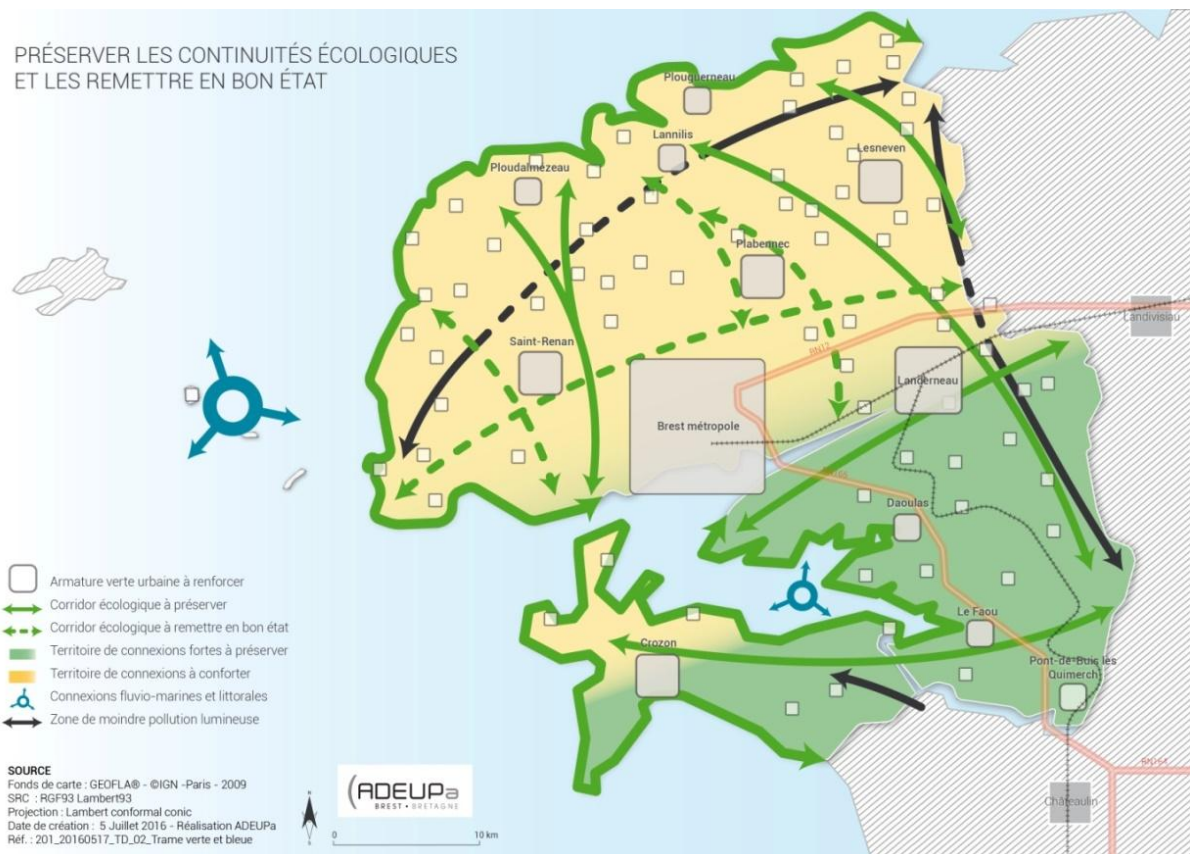 PRÉSERVER LES CONTINUITÉS ÉCOLOGIQUES
ET LES REMETTRE EN BON ÉTAT
Plouguerneau
Lannilis
Lesneven
Ploudalmézeau
Plabennec
Landivisiau
RN12
Saint-Renan
Landerneau
Brest métropole
RN165
Daoulas
Le Faou
Crozon
Pont-de-Buis lès
Quimerch
RN164
Châteaulin
Armature verte urbaine à renforcer
Corridor écologique à préserver
Corridor écologique à remettre en bon état
Territoire de connexions fortes à préserver
Territoire de connexions à conforter
Connexions fluvio-marines et littorales
Zone de moindre pollution lumineuse
SOURCE
Fonds de carte : GEOFLA® - ©IGN -Paris - 2009
SRC : RGF93 Lambert93
Projection : Lambert conformal conic
Date de création : 5 Juillet 2016 - Réalisation ADEUPa
Réf. : 201_20160517_TD_02_Trame verte et bleue
N
ADEUPa
BREST • BRETAGNE
0 10 km